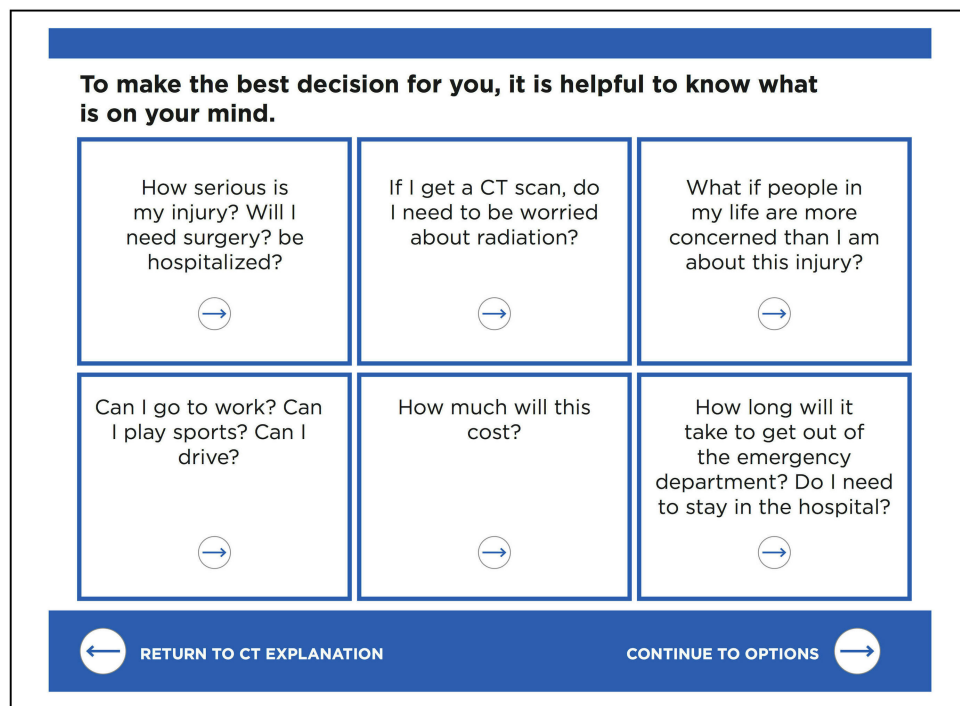 To make the best decision for you, it is helpful to know what
is on your mind.
How serious is
my injury? Will I
need surgery? be
hospitalized?
If I get a CT scan, do
I need to be worried
about radiation?
What if people in
my life are more
concerned than I am
about this injury?
Can I go to work? Can
I play sports? Can I
drive?
How much will this
cost?
How long will it
take to get out of
the emergency
department? Do I need
to stay in the hospital?
RETURN TO CT EXPLANATION
CONTINUE TO OPTIONS